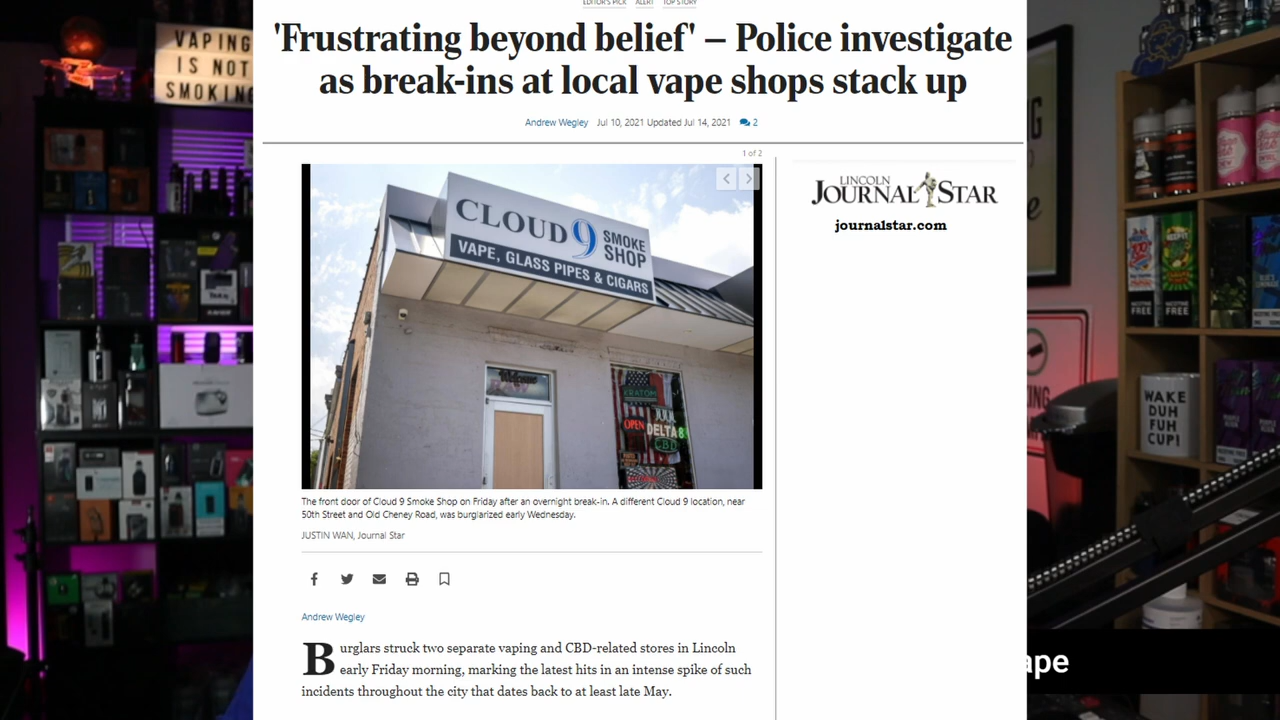 EDITOR'S PICK ALERT TOP STORY
'Frustrating beyond belief' – Police investigate
as break-ins at local vape shops stack up
Andrew Wegley Jul 10, 2021 Updated Jul 14, 2021 2
1 of 2
VAPING
IS NOT
SMOKING
CLOUD 9 SMOKE
SHOP
VAPE, GLASS PIPES & CIGARS
Welcome
KRATOM
OPEN DELTA 8
CBD
The front door of Cloud 9 Smoke Shop on Friday after an overnight break-in. A different Cloud 9 location, near
50th Street and Old Cheney Road, was burglarized early Wednesday.
JUSTIN WAN, Journal Star
Andrew Wegley
Burglars struck two separate vaping and CBD-related stores in Lincoln
early Friday morning, marking the latest hits in an intense spike of such
incidents throughout the city that dates back to at least late May.
LINCOLN
JOURNAL STAR
journalstar.com
WAKE
DUH
FUH
CUP!
ape